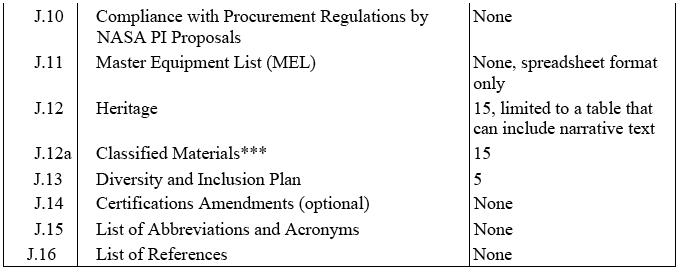 J.10 Compliance with Procurement Regulations by None
NASA PI Proposals
J.11 Master Equipment List (MEL) None, spreadsheet format
only
J.12 Heritage 15, limited to a table that
can include narrative text
J.12a Classified Materials*** 15
J.13 Diversity and Inclusion Plan 5
J.14 Certifications Amendments (optional) None
J.15 List of Abbreviations and Acronyms None
J.16 List of References None